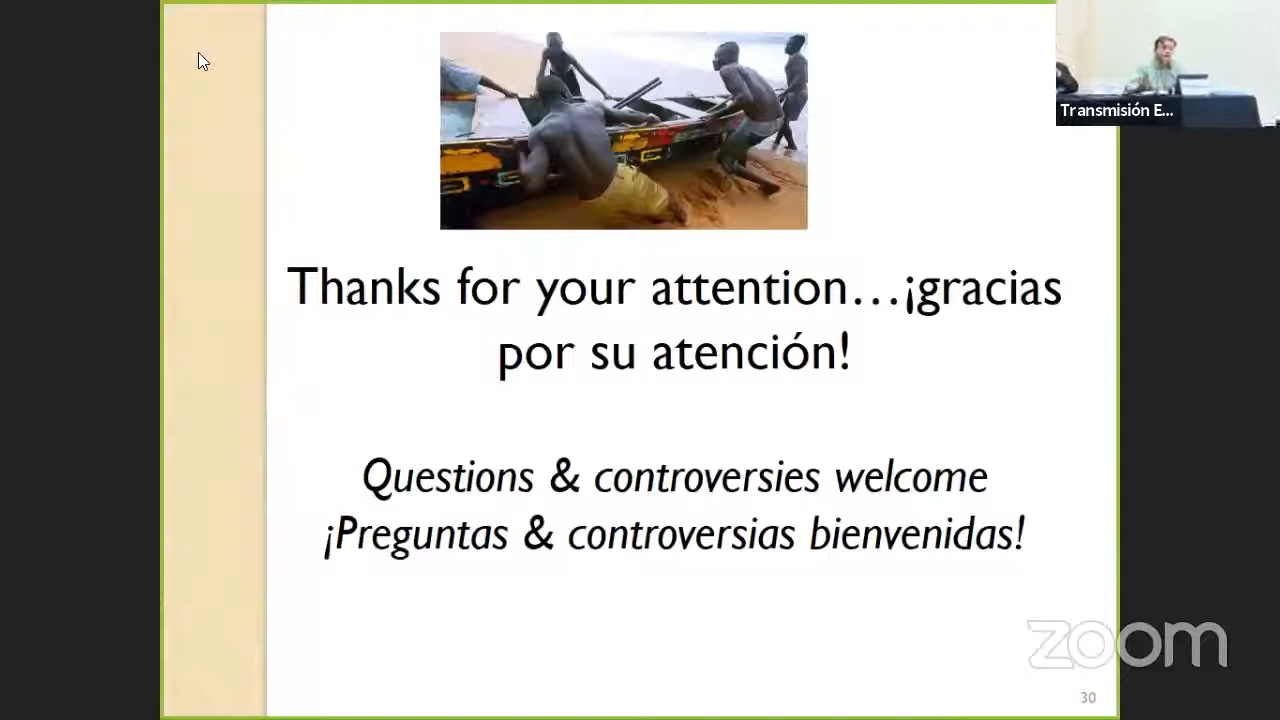 Transmisión E...
Thanks for your attention…¡gracias
por su atención!
Questions & controversies welcome
¡Preguntas & controversias bienvenidas!
zoom
30